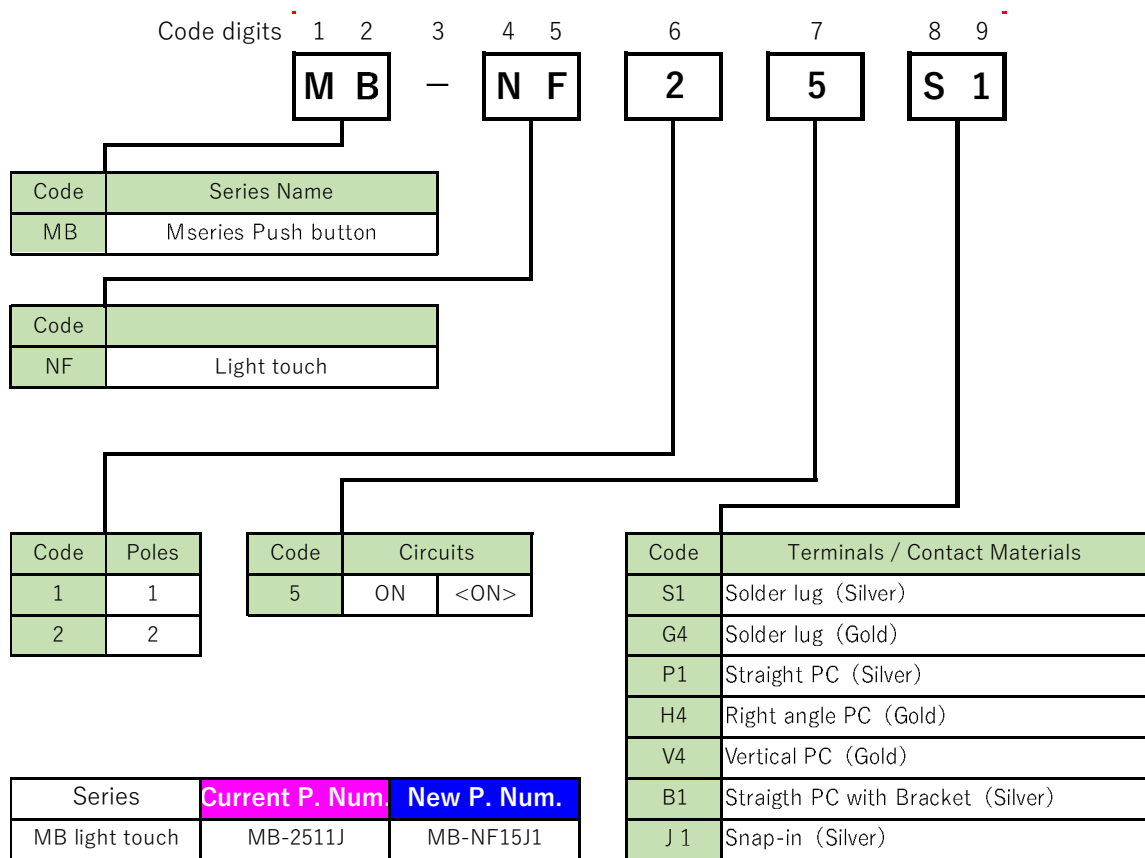 Code digits 1 2 3 4 5 6 7 8 9
M B – N F 2 5 S 1
Code Series Name
MB Mseries Push button
Code
NF Light touch
Code Poles
1 1
2 2
Code Circuits
5 ON <ON>
Code Terminals / Contact Materials
S1 Solder lug（Silver）
G4 Solder lug（Gold）
P1 Straight PC（Silver）
H4 Right angle PC（Gold）
V4 Vertical PC（Gold）
B1 Straigth PC with Bracket（Silver）
J1 Snap-in（Silver）
Series Current P. Num. New P. Num.
MB light touch MB-2511J MB-NF15J1